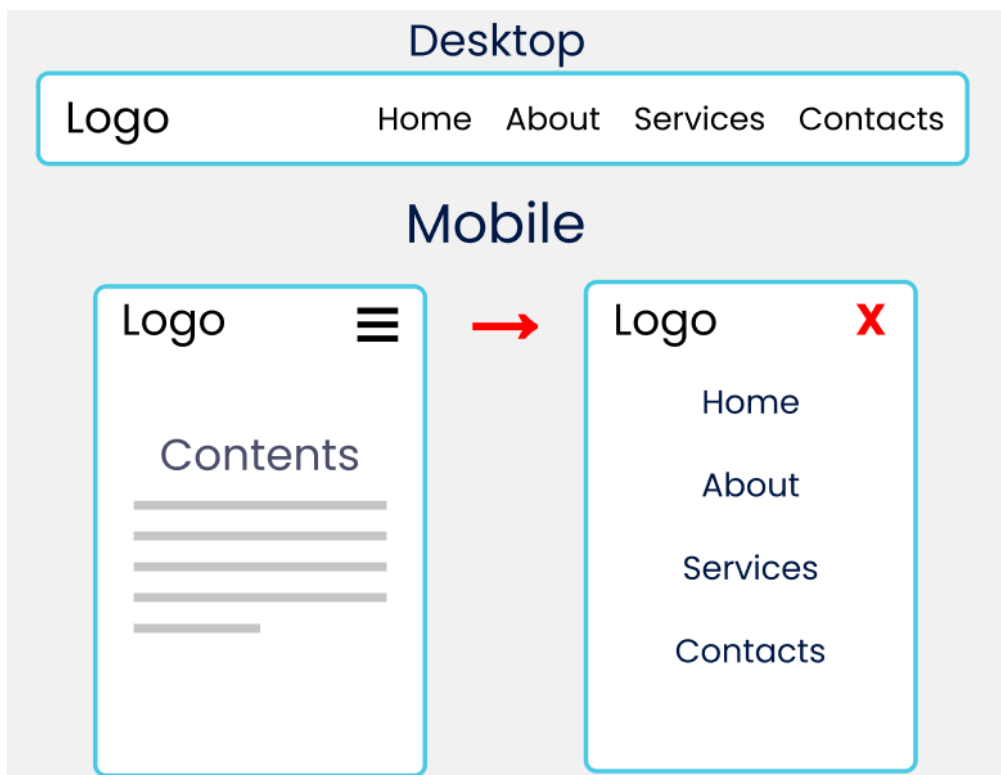 Desktop
Logo Home About Services Contacts
Mobile
Logo
Contents
Logo X
Home
About
Services
Contacts